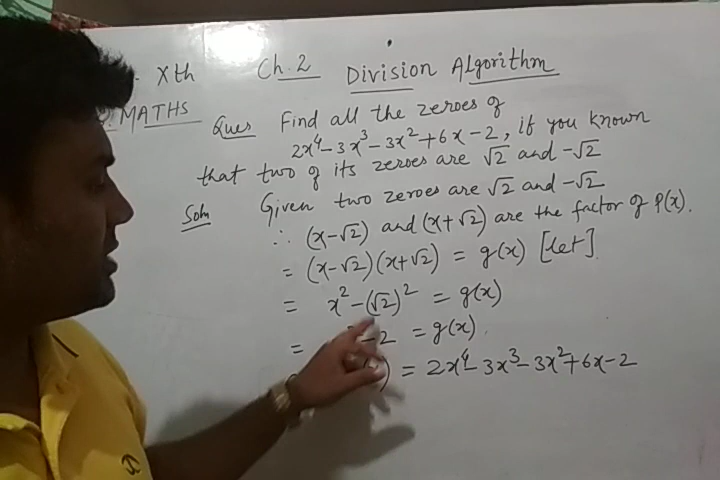 Xth Ch.2 Division Algorithm
MATHS
Ques Find all the zeroes of
2x⁴-3x³-3x²+6x-2, if you known
that two of its zeroes are √2 and -√2
Soln Given two zeroes are √2 and -√2
∴ (x-√2) and (x+√2) are the factor of P(x).
= (x-√2)(x+√2) = g(x) [let]
= x²-(√2)² = g(x)
= -2 = g(x).
) = 2x⁴-3x³-3x²+6x-2